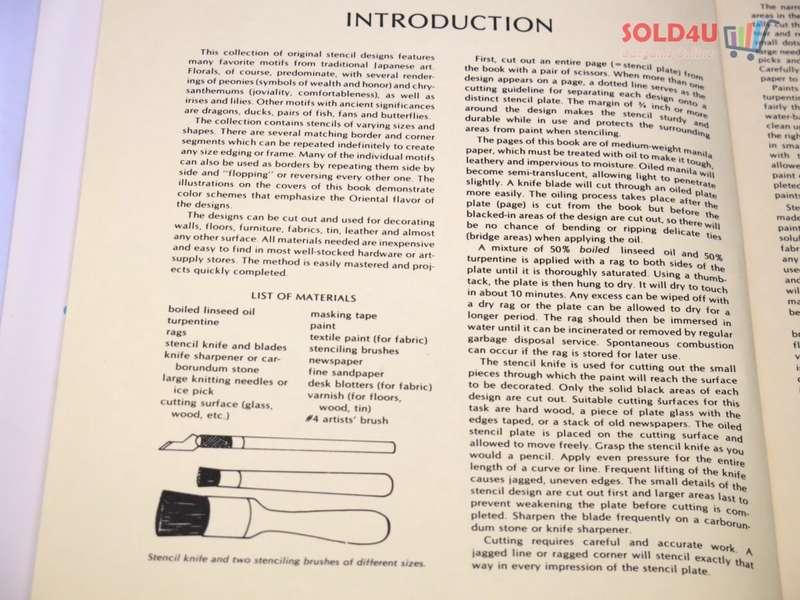 INTRODUCTION
This collection of original stencil designs features
many favorite motifs from traditional Japanese art.
Florals, of course, predominate, with several render-
ings of peonies (symbols of wealth and honor) and chry-
santhemums (joviality, comfortableness), as well as
irises and lilies. Other motifs with ancient significances
are dragons, ducks, pairs of fish, fans and butterflies.
The collection contains stencils of varying sizes and
shapes. There are several matching border and corner
segments which can be repeated indefinitely to create
any size edging or frame. Many of the individual motifs
can also be used as borders by repeating them side by
side and "flopping" or reversing every other one. The
illustrations on the covers of this book demonstrate
color schemes that emphasize the Oriental flavor of
the designs.
The designs can be cut out and used for decorating
walls, floors, furniture, fabrics, tin, leather and almost
any other surface. All materials needed are inexpensive
and easy to find in most well-stocked hardware or art-
supply stores. The method is easily mastered and proj-
ects quickly completed.
LIST OF MATERIALS
boiled linseed oil
turpentine
rags
stencil knife and blades
knife sharpener or car-
borundum stone
large knitting needles or
ice pick
cutting surface (glass,
wood, etc.)
masking tape
paint
textile paint (for fabric)
stenciling brushes
newspaper
fine sandpaper
desk blotters (for fabric)
varnish (for floors,
wood, tin)
#4 artists' brush
Stencil knife and two stenciling brushes of different sizes.
First, cut out an entire page (=stencil plate) from
the book with a pair of scissors. When more than one
design appears on a page, a dotted line serves as the
cutting guideline for separating each design onto a
distinct stencil plate. The margin of ¾ inch or more
around the design makes the stencil sturdy and
durable while in use and protects the surrounding
areas from paint when stenciling.
The pages of this book are of medium-weight manila
paper, which must be treated with oil to make it tough,
leathery and impervious to moisture. Oiled manila will
become semi-translucent, allowing light to penetrate
slightly. A knife blade will cut through an oiled plate
more easily. The oiling process takes place after the
plate (page) is cut from the book but before the
blacked-in areas of the design are cut out, so there will
be no chance of bending or ripping delicate ties
(bridge areas) when applying the oil.
A mixture of 50% boiled linseed oil and 50%
turpentine is applied with a rag to both sides of the
plate until it is thoroughly saturated. Using a thumb-
tack, the plate is then hung to dry. It will dry to touch
in about 10 minutes. Any excess can be wiped off with
a dry rag or the plate can be allowed to dry for a
longer period. The rag should then be immersed in
water until it can be incinerated or removed by regular
garbage disposal service. Spontaneous combustion
can occur if the rag is stored for later use.
The stencil knife is used for cutting out the small
pieces through which the paint will reach the surface
to be decorated. Only the solid black areas of each
design are cut out. Suitable cutting surfaces for this
task are hard wood, a piece of plate glass with the
edges taped, or a stack of old newspapers. The oiled
stencil plate is placed on the cutting surface and
allowed to move freely. Grasp the stencil knife as you
would a pencil. Apply even pressure for the entire
length of a curve or line. Frequent lifting of the knife
causes jagged, uneven edges. The small details of the
stencil design are cut out first and larger areas last to
prevent weakening the plate before cutting is com-
pleted. Sharpen the blade frequently on a carborun-
dum stone or knife sharpener.
Cutting requires careful and accurate work. A
jagged line or ragged corner will stencil exactly that
way in every impression of the stencil plate.
SOLD4U